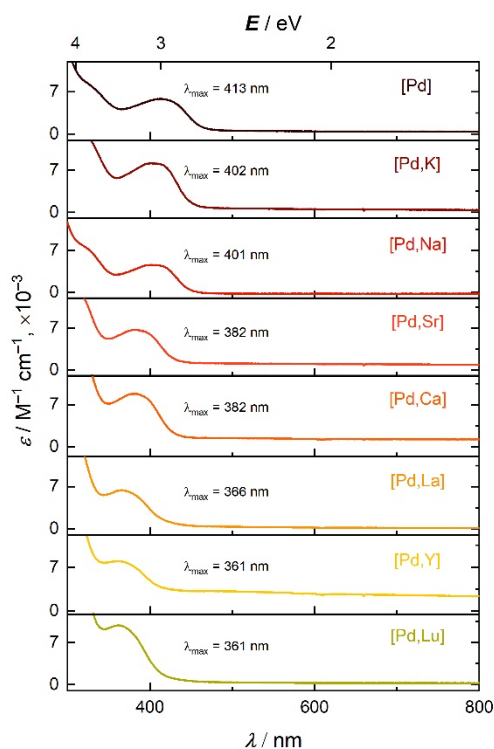 E / eV
4 3 2
7 λmax = 413 nm [Pd]
0
7 λmax = 402 nm [Pd,K]
0
7 λmax = 401 nm [Pd,Na]
0
7 λmax = 382 nm [Pd,Sr]
0
7 λmax = 382 nm [Pd,Ca]
0
7 λmax = 366 nm [Pd,La]
0
7 λmax = 361 nm [Pd,Y]
0
7 λmax = 361 nm [Pd,Lu]
0
ε / M⁻¹ cm⁻¹, ×10⁻³
400 600 800
λ / nm